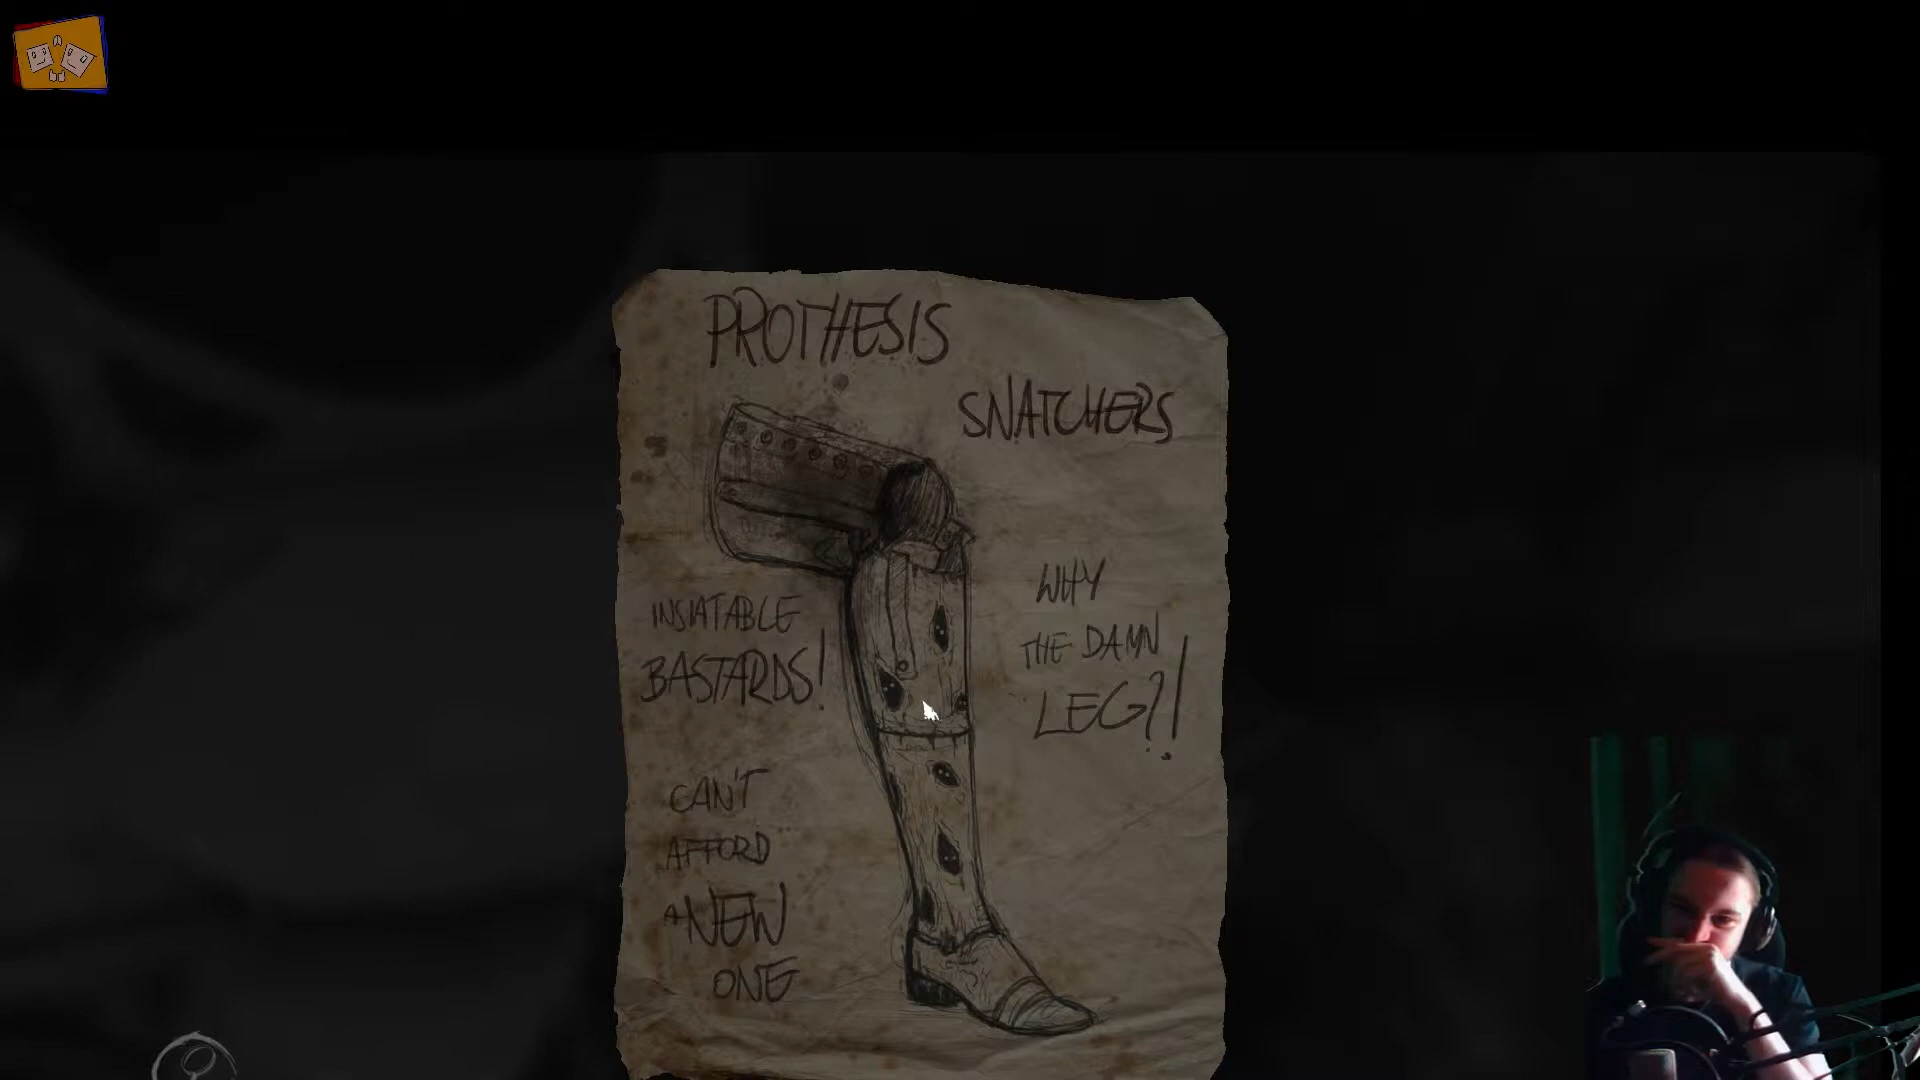 PROTHESIS
SNATCHERS
INSIATABLE
BASTARDS!
WHY
THE DAMN
LEG?!
CAN'T
AFFORD
A NEW
ONE